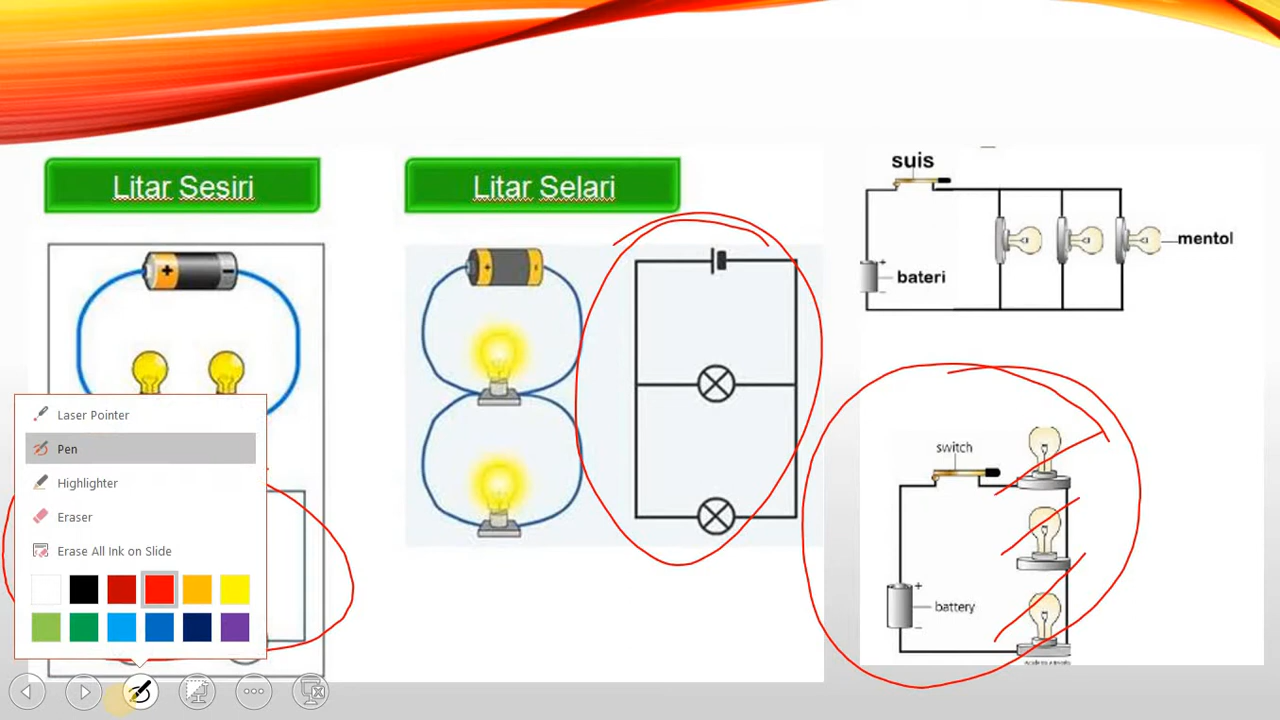 Litar Sesiri
Litar Selari
suis
mentol
bateri
+
switch
+
battery
Laser Pointer
Pen
Highlighter
Eraser
Erase All Ink on Slide